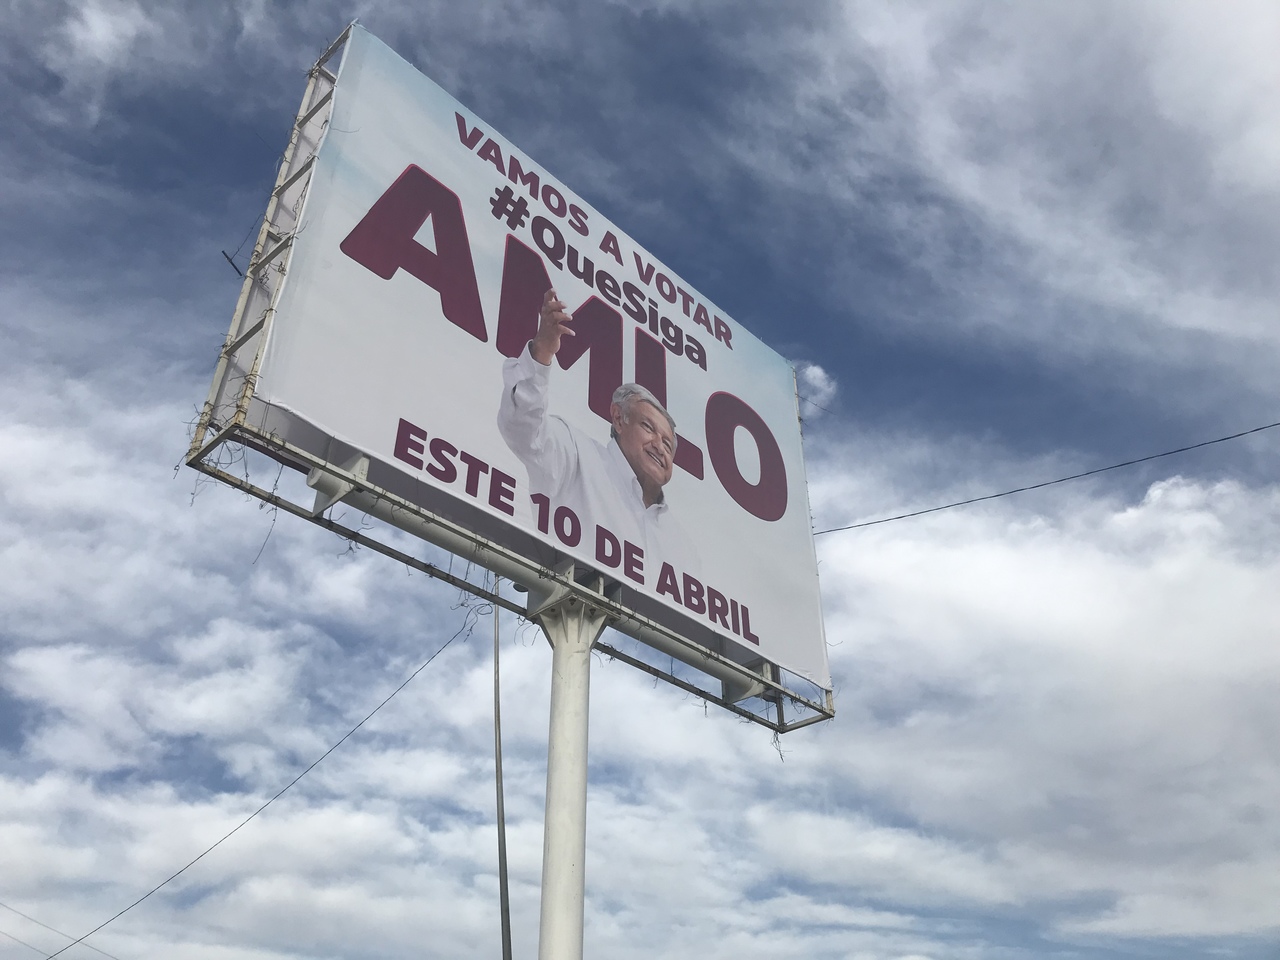 VAMOS A VOTAR
#QueSiga
AMLO
ESTE 10 DE ABRIL